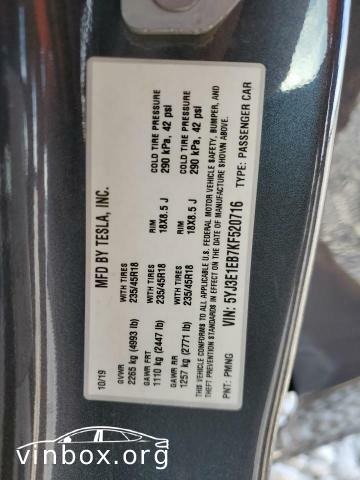 MFD BY TESLA, INC.
10/19
GVWR
2265 kg (4993 lb)
WITH TIRES
235/45R18
RIM
18X8.5 J
COLD TIRE PRESSURE
290 kPa, 42 psi
GAWR FRT
1110 kg (2447 lb)
WITH TIRES
235/45R18
GAWR RR
1257 kg (2771 lb)
WITH TIRES
235/45R18
RIM
18X8.5 J
COLD TIRE PRESSURE
290 kPa, 42 psi
THIS VEHICLE CONFORMS TO ALL APPLICABLE U.S. FEDERAL MOTOR VEHICLE SAFETY, BUMPER, AND
THEFT PREVENTION STANDARDS IN EFFECT ON THE DATE OF MANUFACTURE SHOWN ABOVE.
VIN: 5YJ3E1EB7KF520716
TYPE: PASSENGER CAR
PNT: PMNG
vinbox.org